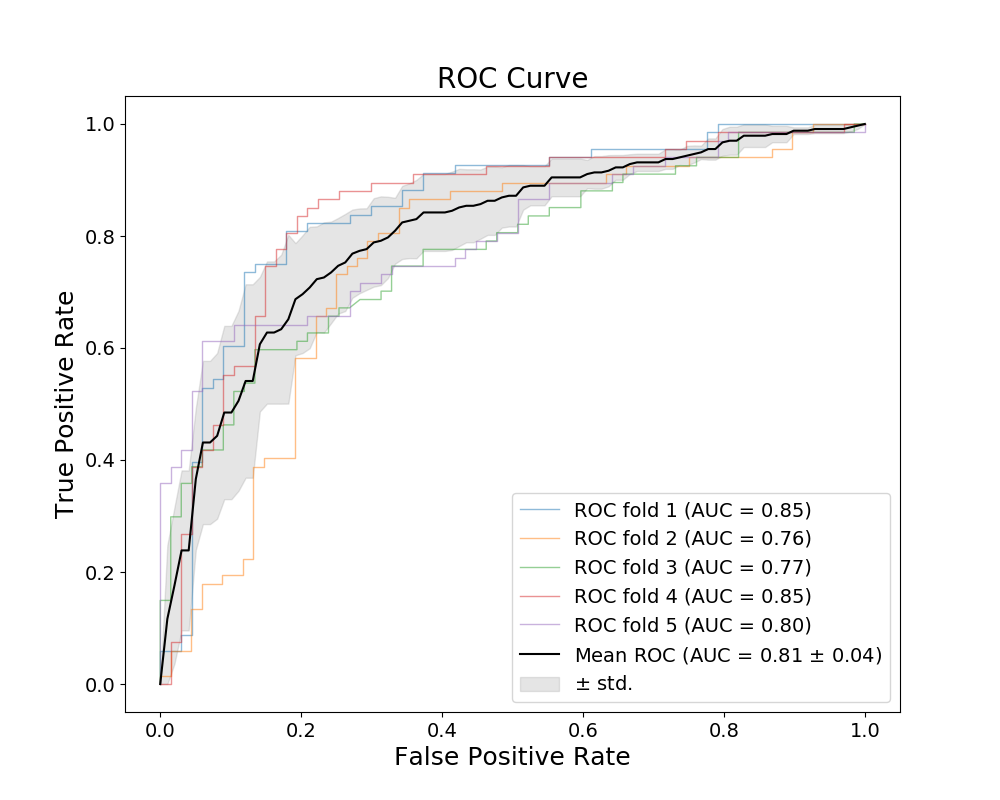 ROC Curve
True Positive Rate
1.0
0.8
0.6
0.4
0.2
0.0
ROC fold 1 (AUC = 0.85)
ROC fold 2 (AUC = 0.76)
ROC fold 3 (AUC = 0.77)
ROC fold 4 (AUC = 0.85)
ROC fold 5 (AUC = 0.80)
Mean ROC (AUC = 0.81 ± 0.04)
± std.
0.0 0.2 0.4 0.6 0.8 1.0
False Positive Rate